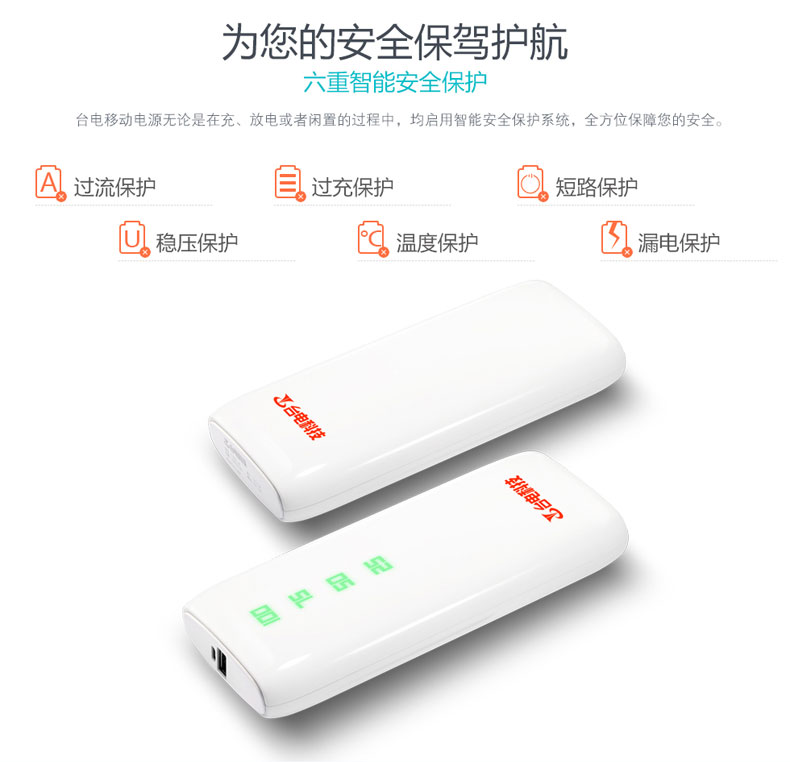 为您的安全保驾护航
六重智能安全保护
台电移动电源无论是在充、放电或者闲置的过程中，均启用智能安全保护系统，全方位保障您的安全。
A 过流保护
过充保护
短路保护
U 稳压保护
°C 温度保护
漏电保护
台电科技
台电科技
25
50
75
100